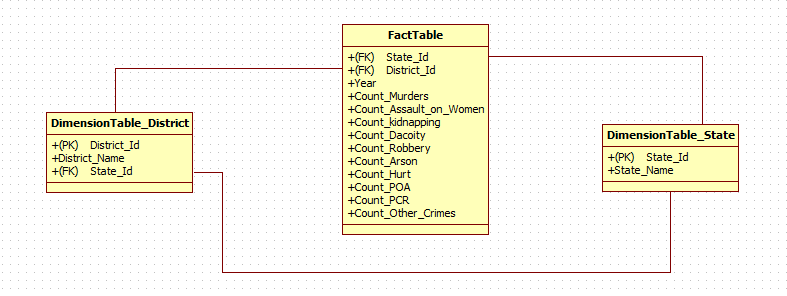 FactTable
+(FK) State_Id
+(FK) District_Id
+Year
+Count_Murders
+Count_Assault_on_Women
+Count_kidnapping
+Count_Dacoity
+Count_Robbery
+Count_Arson
+Count_Hurt
+Count_POA
+Count_PCR
+Count_Other_Crimes
DimensionTable_District
+(PK) District_Id
+District_Name
+(FK) State_Id
DimensionTable_State
+(PK) State_Id
+State_Name